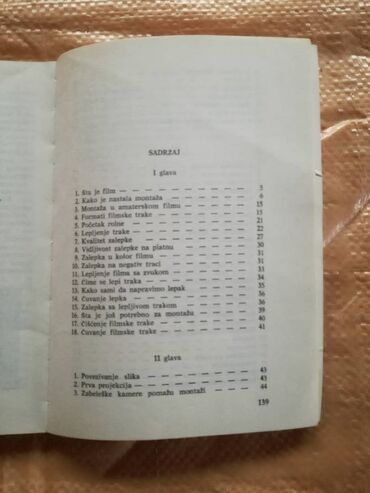 SADRZAJ
I glava
1. Šta je film — — — — — — — — 5
2. Kako je nastala montaža — — — — — — 6
3. Montaža u amaterskom filmu — — — — — 15
4. Formati filmske trake — — — — — — 15
5. Početak rolne — — — — — — — 21
6. Lepljenje trake — — — — — — — 22
7. Kvalitet zalepke — — — — — — — 27
8. Vidljivost zalepke na platnu — — — — — 30
9. Zalepka u kolor filmu — — — — — — 31
10. Zalepka na negativ traci — — — — — — 31
11. Lepljenje filma sa zvukom — — — — — 33
12. Čime se lepi traka — — — — — — 34
13. Kako sami da napravimo lepak — — — — 35
14. Čuvanje lepka — — — — — — — 36
15. Zalepka sa lepljivom trakom — — — — — 35
16. Šta je još potrebno za montažu — — — — 36
17. Čišćenje filmske trake — — — — — — 40
18. Čuvanje filmske trake — — — — — — 41
II glava
1. Povezivanje slika — — — — — — — 43
2. Prva projekcija — — — — — — — 43
3. Zabeleške kamere pomažu montaži — — — 44
139